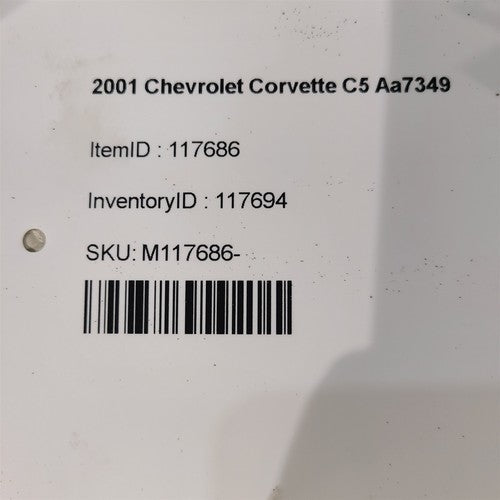 2001 Chevrolet Corvette C5 Aa7349
ItemID : 117686
InventoryID : 117694
SKU: M117686-